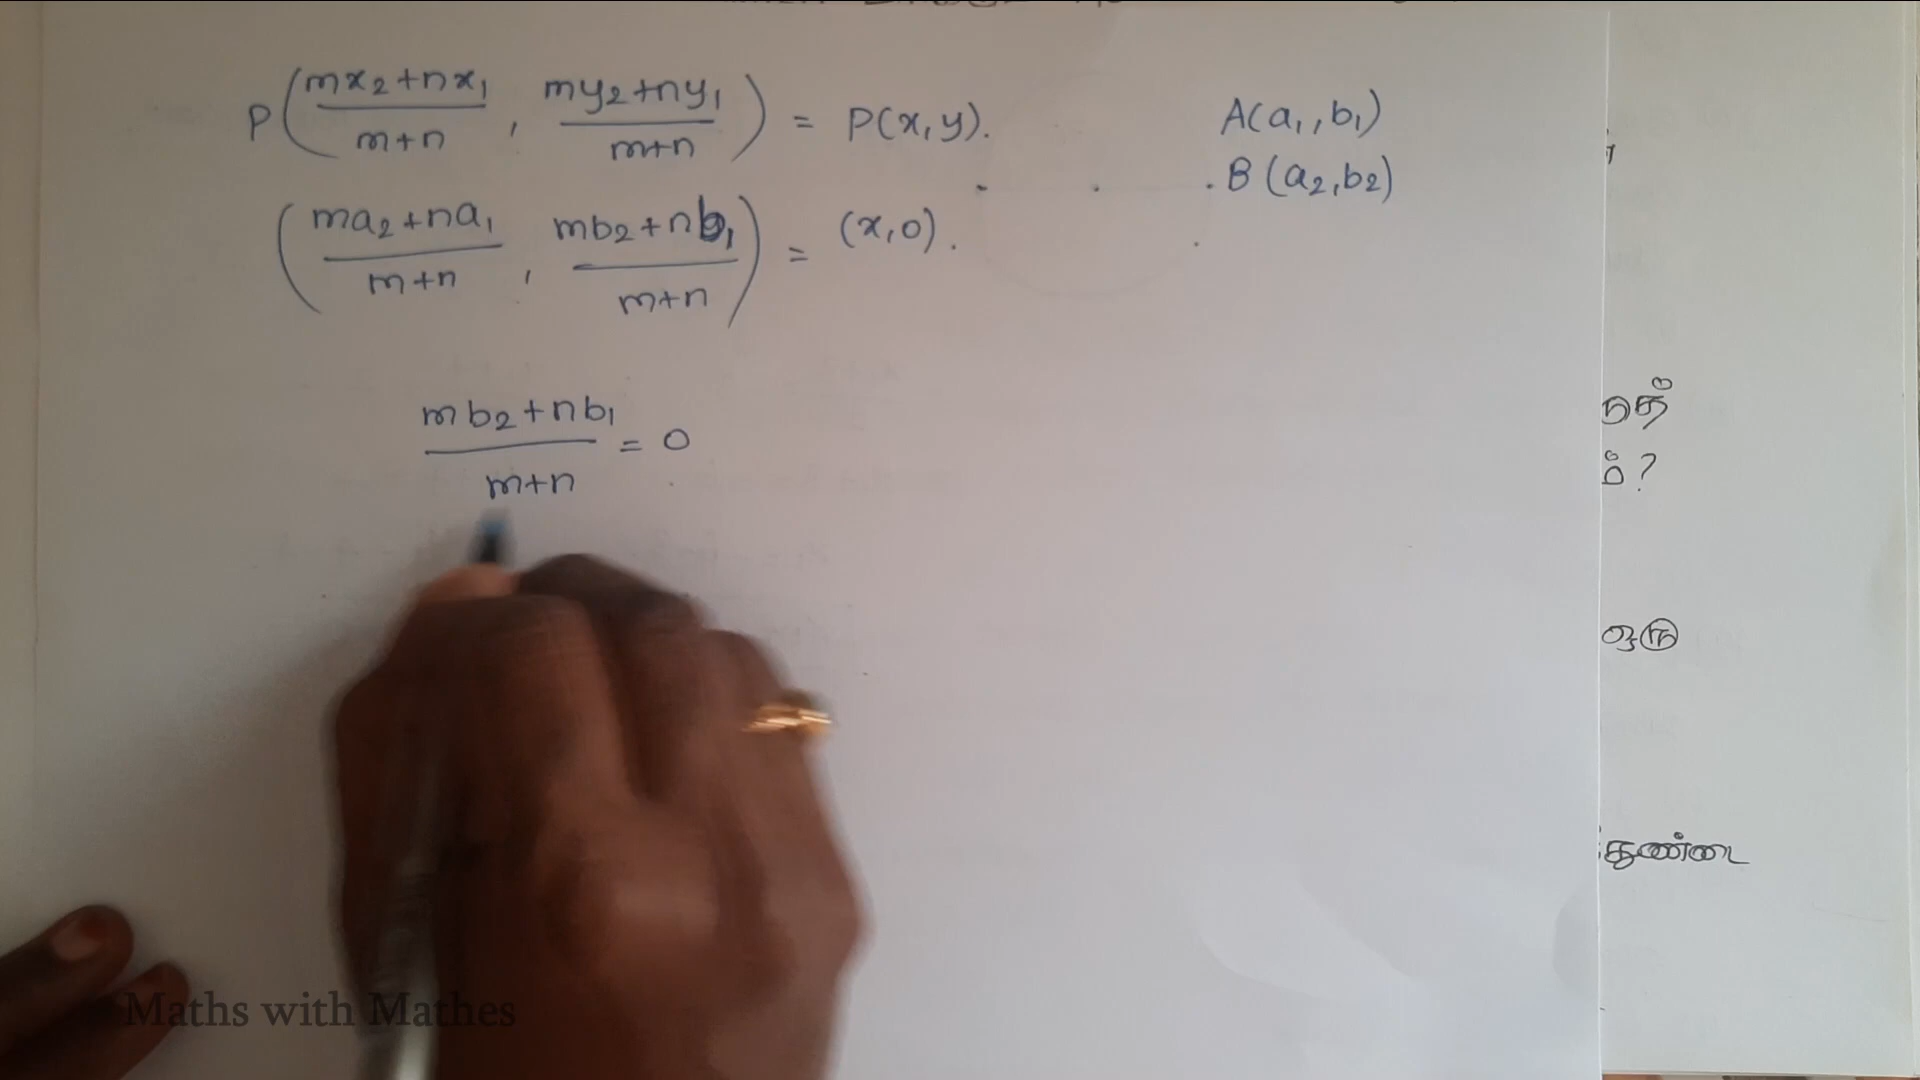 P((mx₂+nx₁)/(m+n), (my₂+ny₁)/(m+n)) = P(x,y).
A(a₁,b₁)
B(a₂,b₂)
((ma₂+na₁)/(m+n), (mb₂+nb₁)/(m+n)) = (x,0).
(mb₂+nb₁)/(m+n) = 0
ஒரு
Maths with Mathes